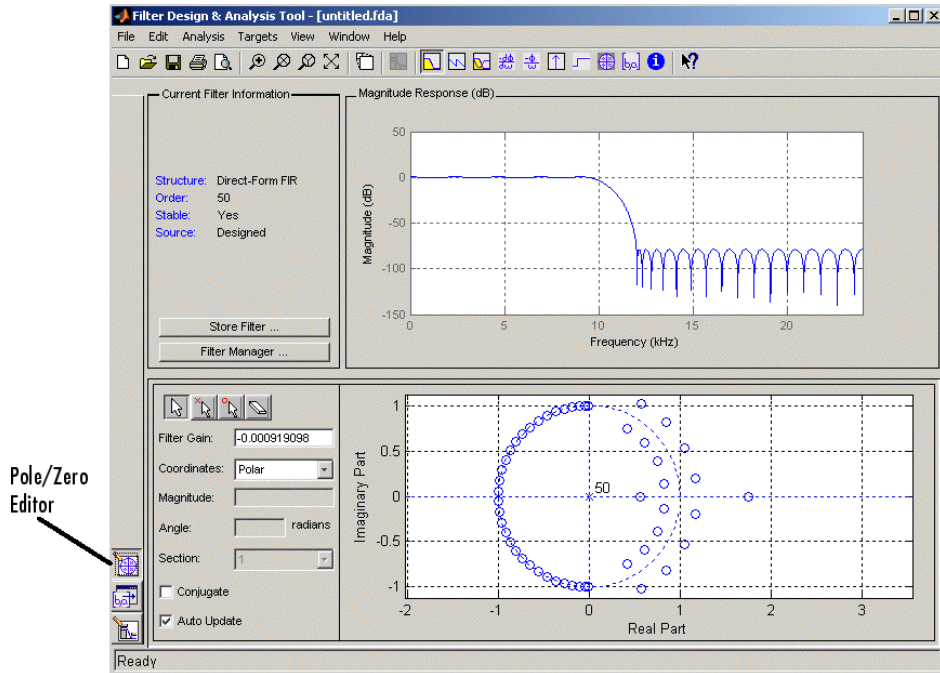 Filter Design & Analysis Tool - [untitled.fda]
File Edit Analysis Targets View Window Help
Current Filter Information
Structure: Direct-Form FIR
Order: 50
Stable: Yes
Source: Designed
Store Filter ...
Filter Manager ...
Magnitude Response (dB)
50
0
-50
-100
-150
Magnitude (dB)
0 5 10 15 20
Frequency (kHz)
Filter Gain: -0.000919098
Coordinates: Polar
Magnitude:
Angle: radians
Section: 1
Conjugate
Auto Update
1
0.5
0
-0.5
-1
Imaginary Part
50
-2 -1 0 1 2 3
Real Part
Pole/Zero
Editor
Ready